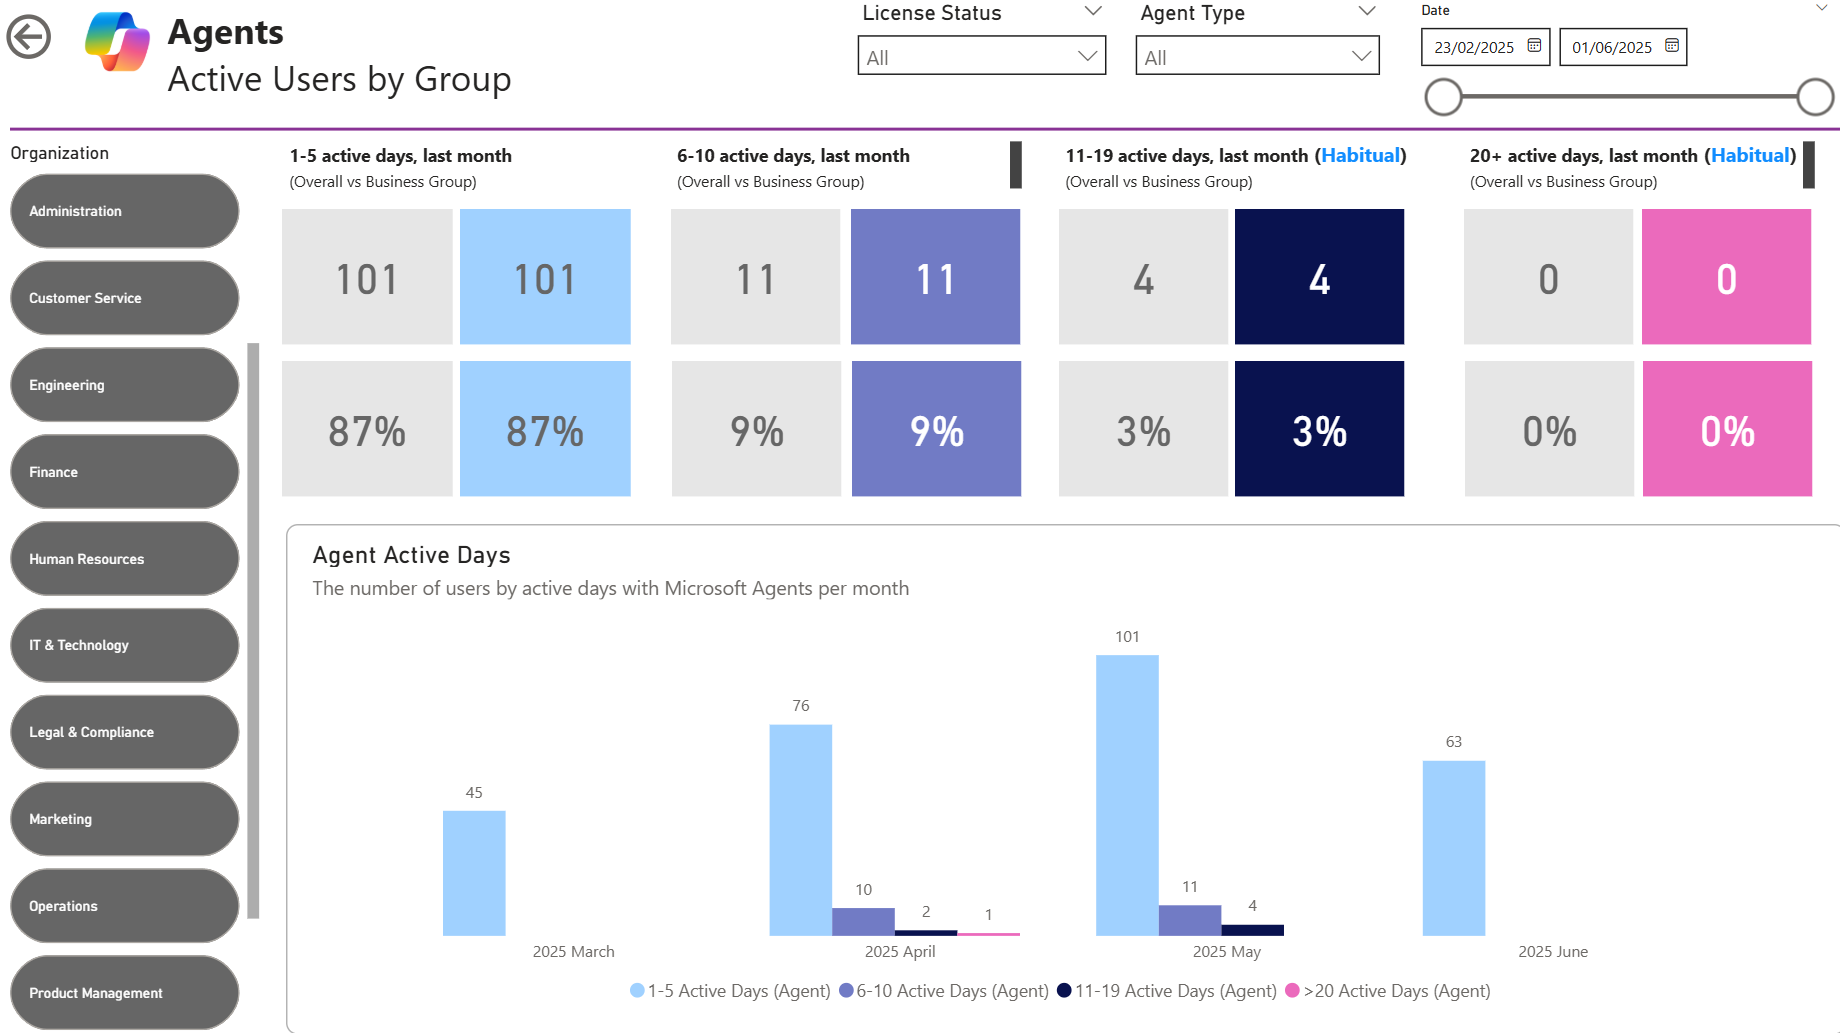 Agents
Active Users by Group
License Status
All
Agent Type
All
Date
23/02/2025
01/06/2025
Organization
Administration
Customer Service
Engineering
Finance
Human Resources
IT & Technology
Legal & Compliance
Marketing
Operations
Product Management
1-5 active days, last month
(Overall vs Business Group)
101
101
87%
87%
6-10 active days, last month
(Overall vs Business Group)
11
11
9%
9%
11-19 active days, last month (Habitual)
(Overall vs Business Group)
4
4
3%
3%
20+ active days, last month (Habitual)
(Overall vs Business Group)
0
0
0%
0%
Agent Active Days
The number of users by active days with Microsoft Agents per month
45
76
10
2
1
101
11
4
63
2025 March
2025 April
2025 May
2025 June
1-5 Active Days (Agent)
6-10 Active Days (Agent)
11-19 Active Days (Agent)
>20 Active Days (Agent)